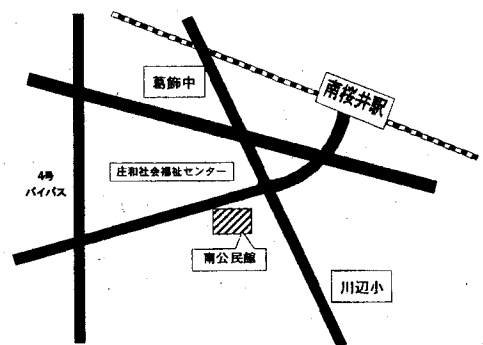 葛飾中
南桜井駅
庄和社会福祉センター
4号
バイパス
南公民館
川辺小